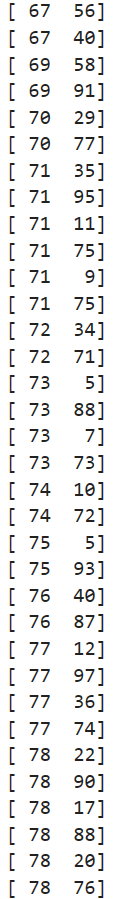 [ 67  56]
[ 67  40]
[ 69  58]
[ 69  91]
[ 70  29]
[ 70  77]
[ 71  35]
[ 71  95]
[ 71  11]
[ 71  75]
[ 71   9]
[ 71  75]
[ 72  34]
[ 72  71]
[ 73   5]
[ 73  88]
[ 73   7]
[ 73  73]
[ 74  10]
[ 74  72]
[ 75   5]
[ 75  93]
[ 76  40]
[ 76  87]
[ 77  12]
[ 77  97]
[ 77  36]
[ 77  74]
[ 78  22]
[ 78  90]
[ 78  17]
[ 78  88]
[ 78  20]
[ 78  76]